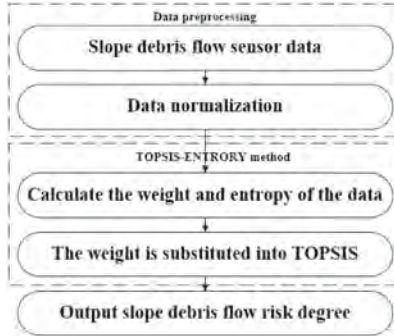 Data preprocessing
Slope debris flow sensor data
Data normalization
TOPSIS-ENTRORY method
Calculate the weight and entropy of the data
The weight is substituted into TOPSIS
Output slope debris flow risk degree